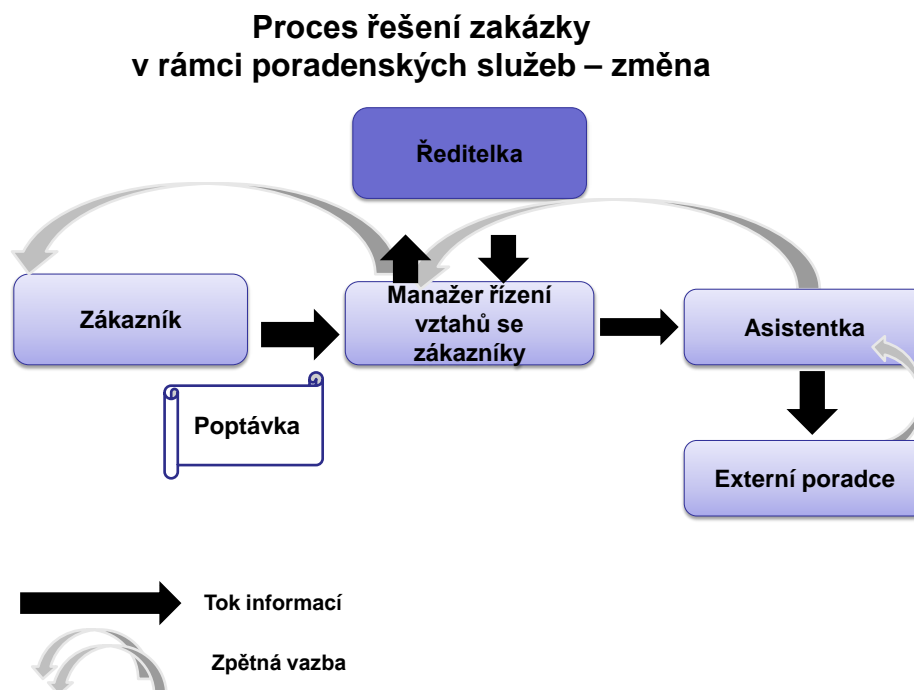 Proces řešení zakázky
v rámci poradenských služeb – změna
Ředitelka
Zákazník
Manažer řízení
vztahů se
zákazníky
Asistentka
Poptávka
Externí poradce
Tok informací
Zpětná vazba